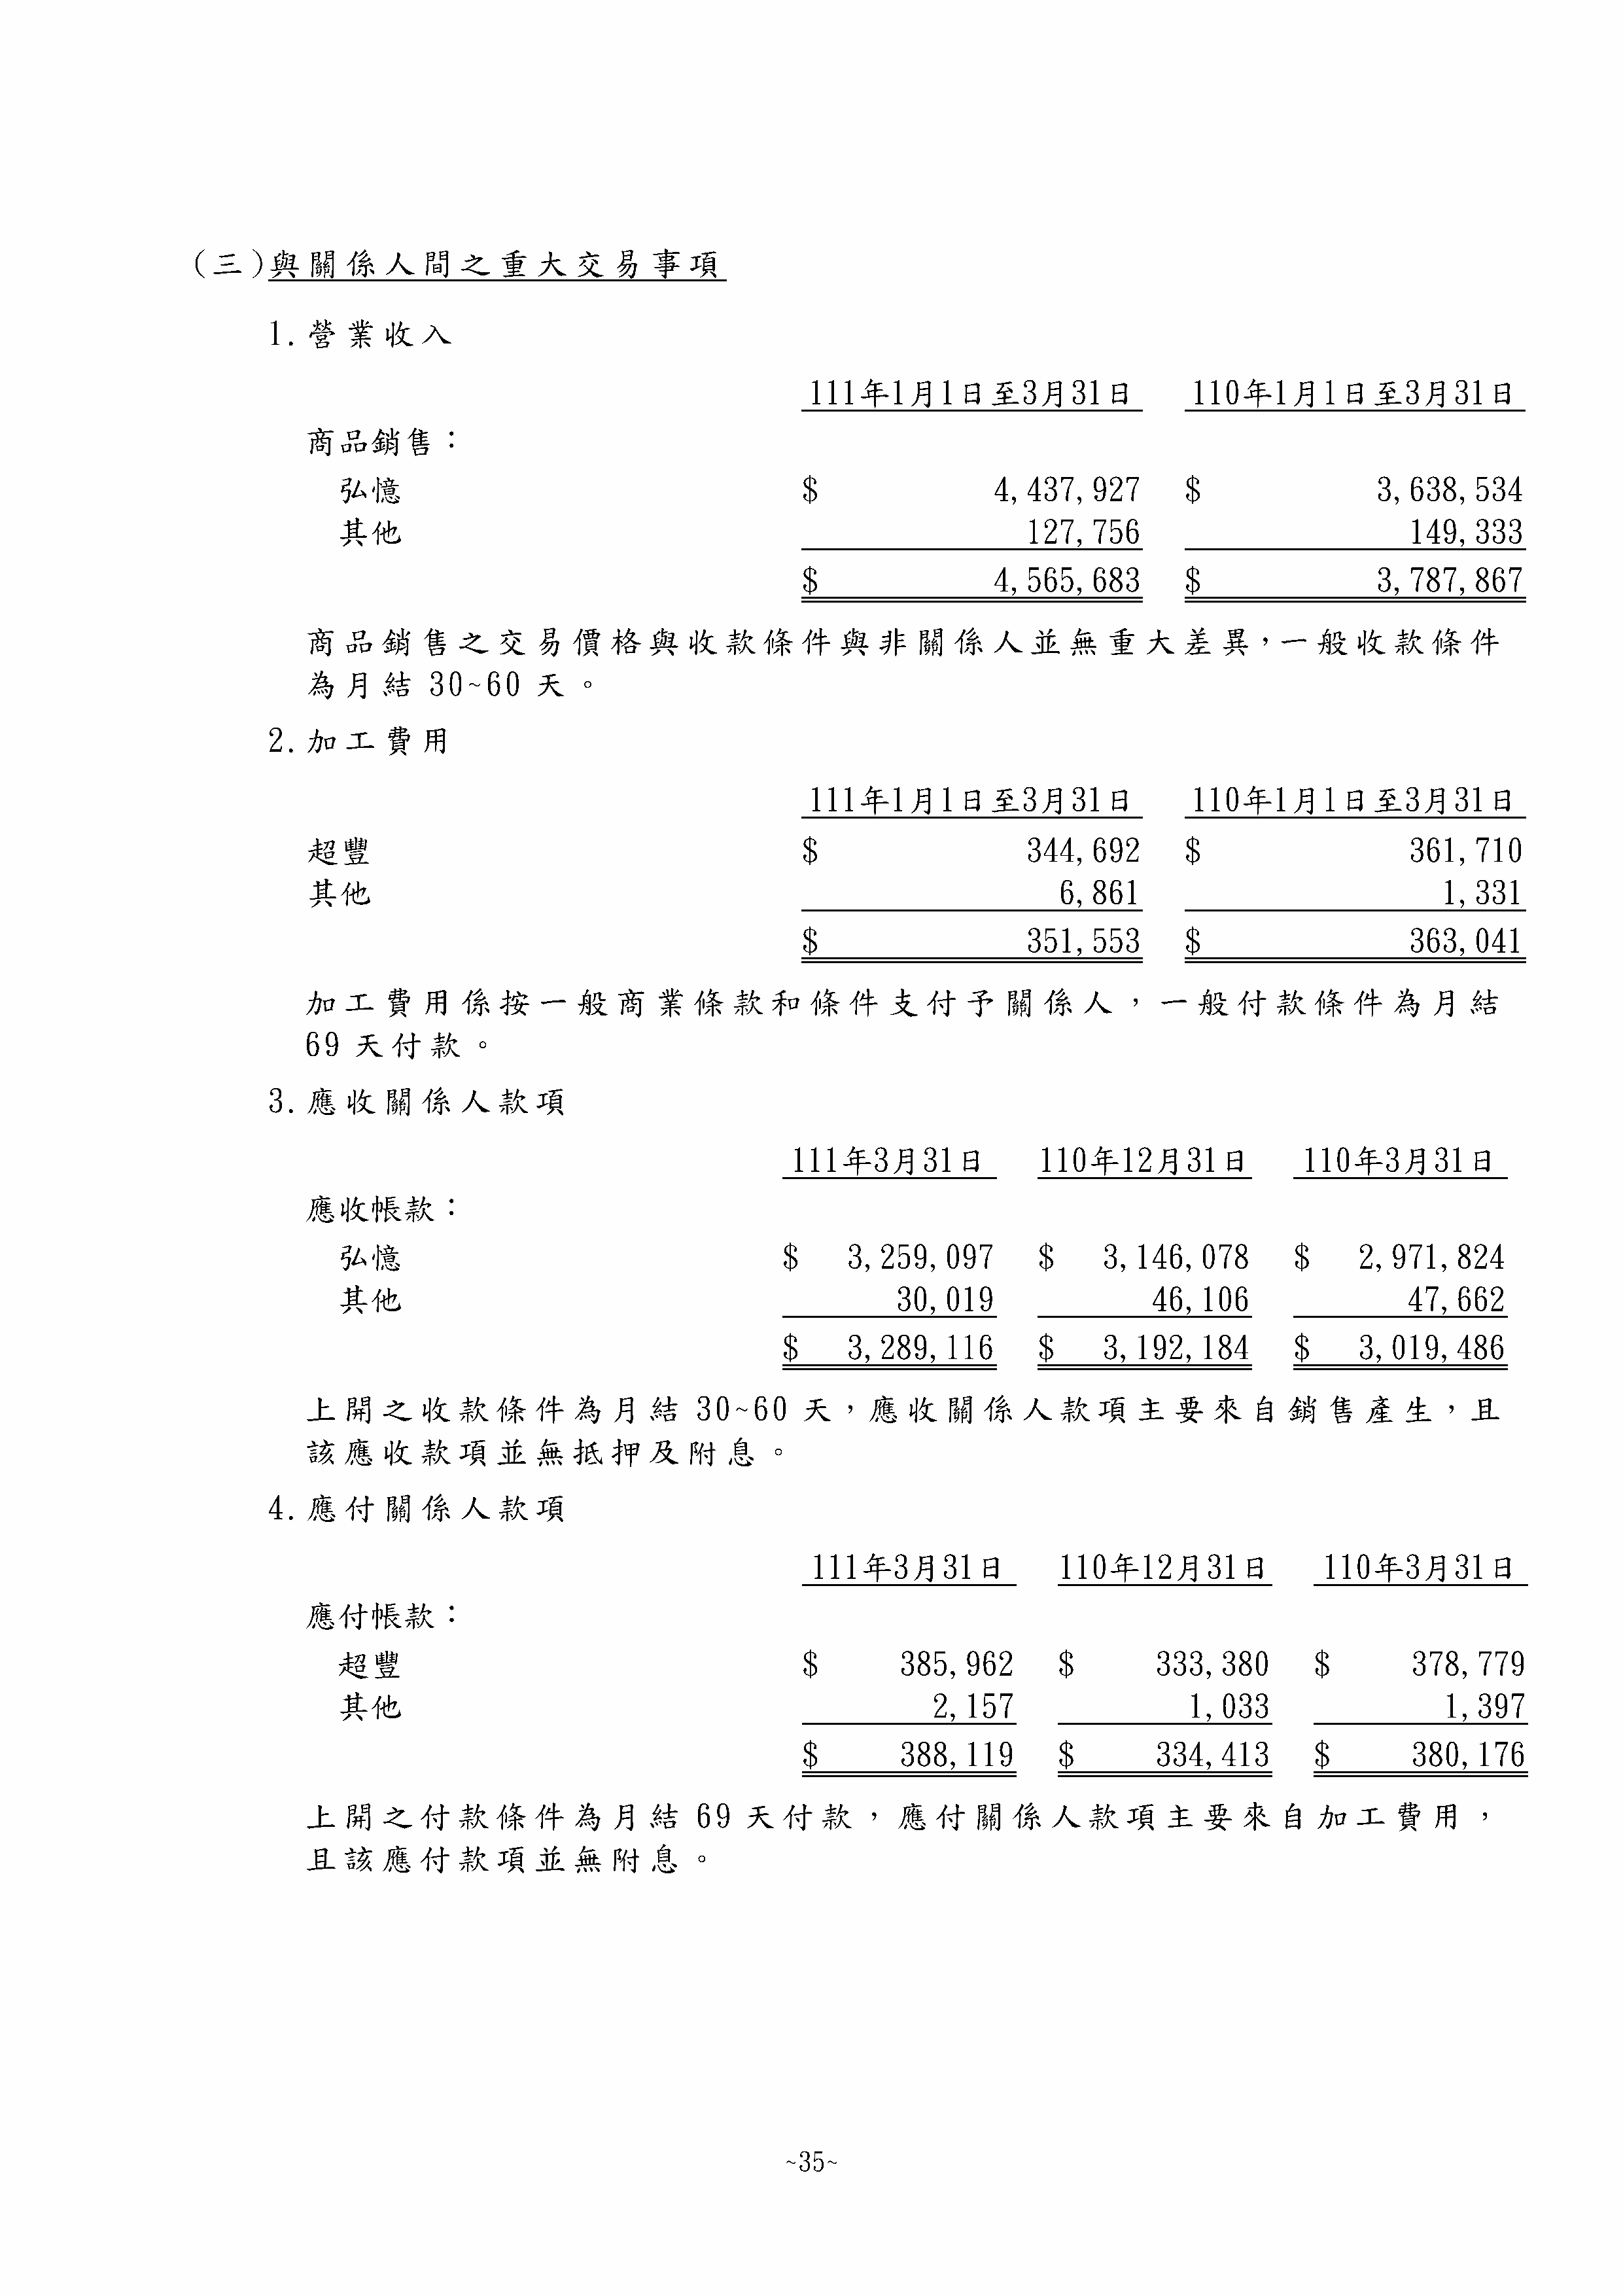 (三)與關係人間之重大交易事項
1.營業收入
111年1月1日至3月31日 110年1月1日至3月31日
商品銷售：
弘憶 $ 4,437,927 $ 3,638,534
其他 127,756 149,333
$ 4,565,683 $ 3,787,867
商品銷售之交易價格與收款條件與非關係人並無重大差異，一般收款條件
為月結 30~60 天。
2.加工費用
111年1月1日至3月31日 110年1月1日至3月31日
超豐 $ 344,692 $ 361,710
其他 6,861 1,331
$ 351,553 $ 363,041
加工費用係按一般商業條款和條件支付予關係人，一般付款條件為月結
69 天付款。
3.應收關係人款項
111年3月31日 110年12月31日 110年3月31日
應收帳款：
弘憶 $ 3,259,097 $ 3,146,078 $ 2,971,824
其他 30,019 46,106 47,662
$ 3,289,116 $ 3,192,184 $ 3,019,486
上開之收款條件為月結 30~60 天，應收關係人款項主要來自銷售產生，且
該應收款項並無抵押及附息。
4.應付關係人款項
111年3月31日 110年12月31日 110年3月31日
應付帳款：
超豐 $ 385,962 $ 333,380 $ 378,779
其他 2,157 1,033 1,397
$ 388,119 $ 334,413 $ 380,176
上開之付款條件為月結 69 天付款，應付關係人款項主要來自加工費用，
且該應付款項並無附息。
~35~